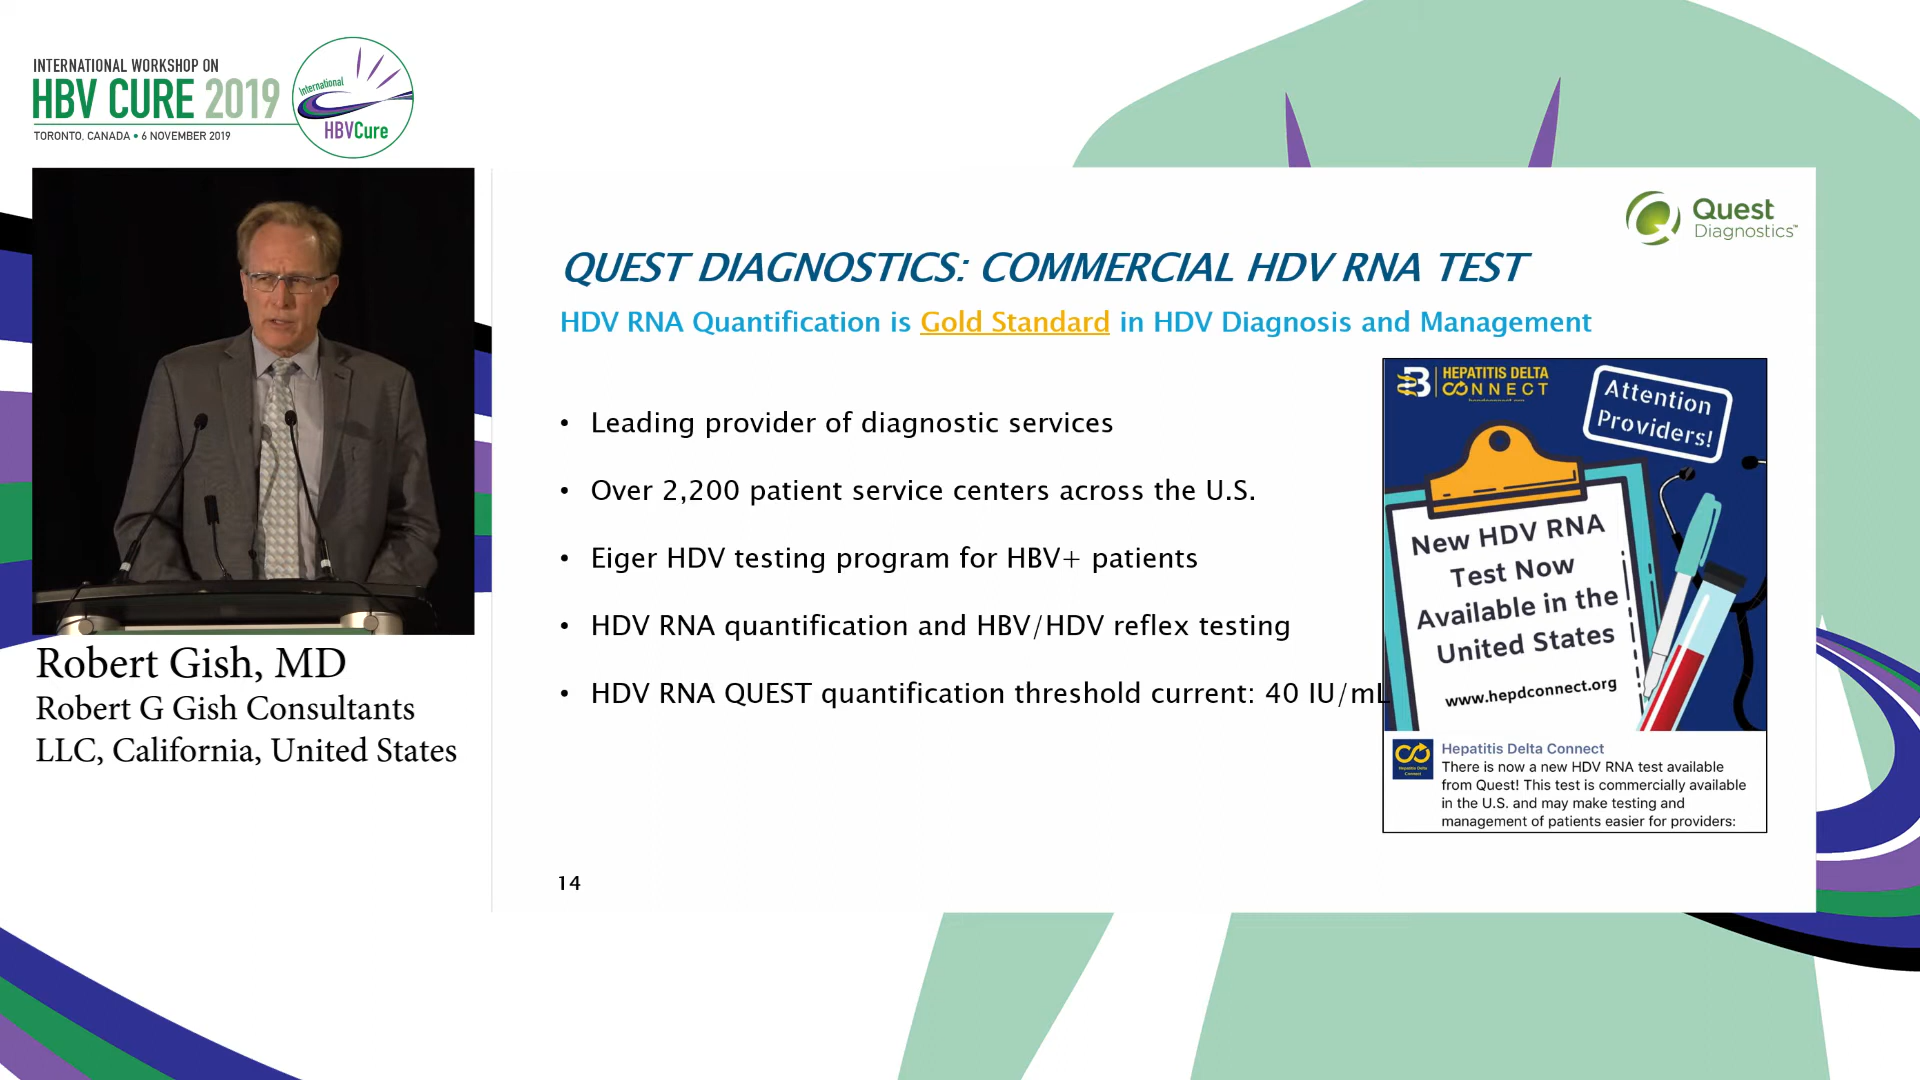 INTERNATIONAL WORKSHOP ON
HBV CURE 2019
TORONTO, CANADA • 6 NOVEMBER 2019
International
HBVCure
Robert Gish, MD
Robert G Gish Consultants
LLC, California, United States
Quest
Diagnostics™
QUEST DIAGNOSTICS: COMMERCIAL HDV RNA TEST
HDV RNA Quantification is Gold Standard in HDV Diagnosis and Management
• Leading provider of diagnostic services
• Over 2,200 patient service centers across the U.S.
• Eiger HDV testing program for HBV+ patients
• HDV RNA quantification and HBV/HDV reflex testing
• HDV RNA QUEST quantification threshold current: 40 IU/mL
HEPATITIS DELTA
CONNECT
Attention
Providers!
New HDV RNA
Test Now
Available in the
United States
www.hepdconnect.org
Hepatitis Delta
Connect
Hepatitis Delta Connect
There is now a new HDV RNA test available
from Quest! This test is commercially available
in the U.S. and may make testing and
management of patients easier for providers:
14